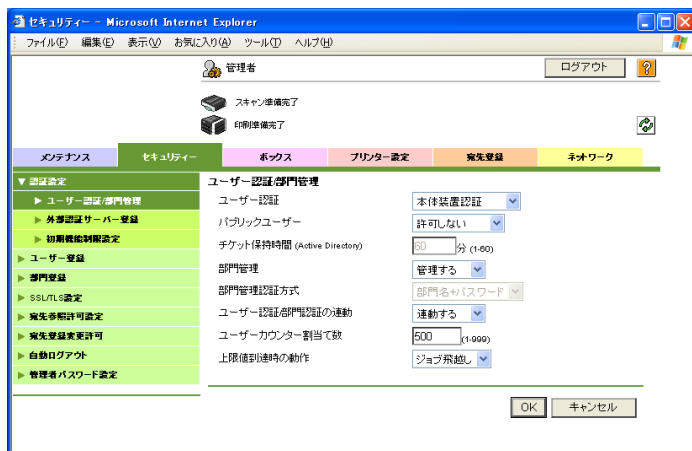 セキュリティー - Microsoft Internet Explorer
ファイル(F) 編集(E) 表示(V) お気に入り(A) ツール(T) ヘルプ(H)
管理者 ログアウト ?
スキャン準備完了
印刷準備完了
メンテナンス セキュリティー ボックス プリンター設定 宛先登録 ネットワーク
▼認証設定
▶ユーザー認証/部門管理
▶外部認証サーバー登録
▶初期機能制限設定
▶ユーザー登録
▶部門登録
▶SSL/TLS設定
▶宛先参照許可設定
▶宛先登録変更許可
▶自動ログアウト
▶管理者パスワード設定
ユーザー認証/部門管理
ユーザー認証 本体装置認証
パブリックユーザー 許可しない
チケット保持時間 (Active Directory) 60 分 (1-60)
部門管理 管理する
部門管理認証方式 部門名+パスワード
ユーザー認証/部門認証の連動 連動する
ユーザーカウンター割当て数 500 (1-999)
上限値到達時の動作 ジョブ飛越し
OK キャンセル